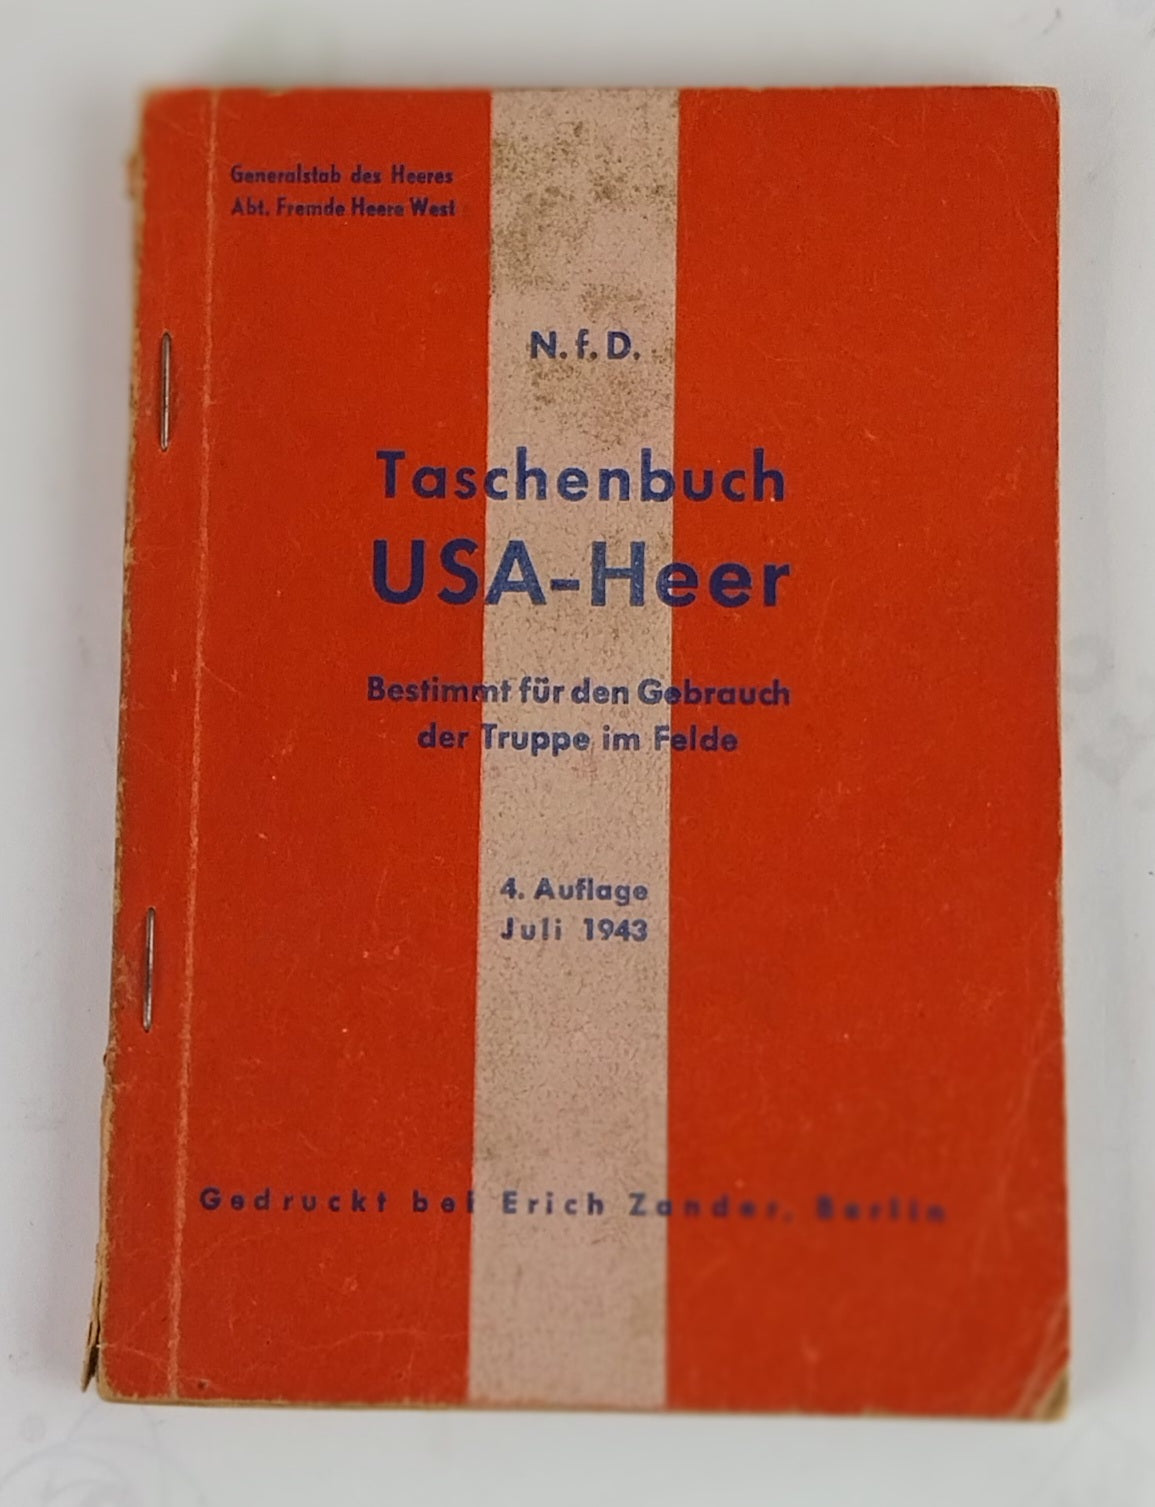 Generalstab des Heeres
Abt. Fremde Heere West
N. f. D.
Taschenbuch
USA-Heer
Bestimmt für den Gebrauch
der Truppe im Felde
4. Auflage
Juli 1943
Gedruckt bei Erich Zander, Berlin